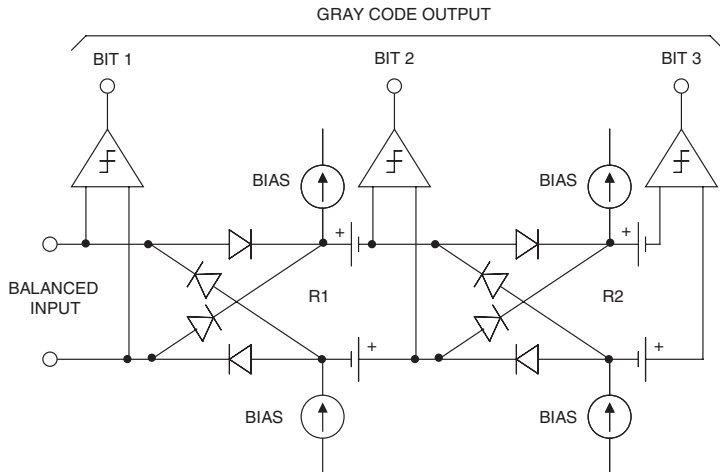 GRAY CODE OUTPUT
BIT 1
BIT 2
BIT 3
BIAS
BIAS
+
+
BALANCED
INPUT
R1
R2
+
+
BIAS
BIAS